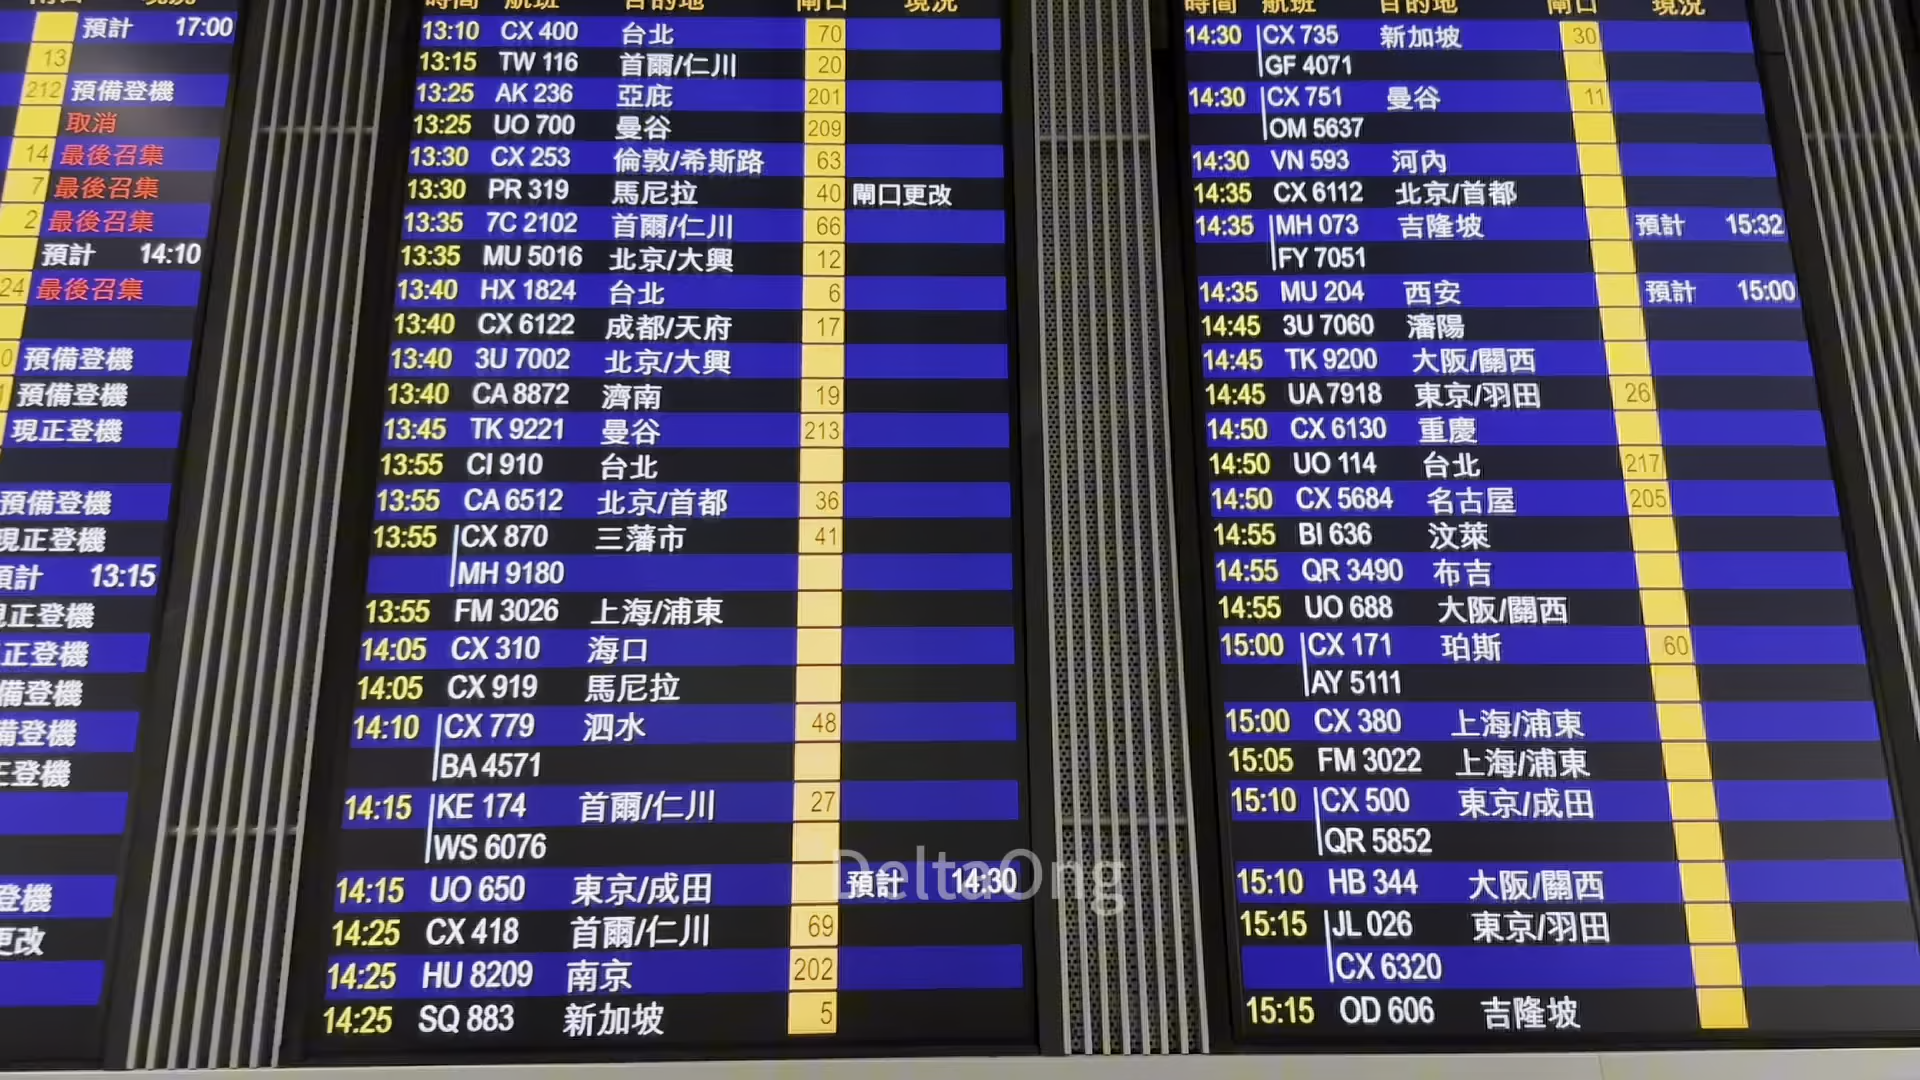 預計 17:00
13
212 預備登機
取消
14 最後召集
7 最後召集
2 最後召集
預計 14:10
24 最後召集
預備登機
預備登機
現正登機
預備登機
現正登機
預計 13:15
現正登機
正登機
備登機
備登機
正登機
登機
更改
時間 航班 目的地 閘口 現況
13:10 CX 400 台北 70
13:15 TW 116 首爾/仁川 20
13:25 AK 236 亞庇 201
13:25 UO 700 曼谷 209
13:30 CX 253 倫敦/希斯路 63
13:30 PR 319 馬尼拉 40 閘口更改
13:35 7C 2102 首爾/仁川 66
13:35 MU 5016 北京/大興 12
13:40 HX 1824 台北 6
13:40 CX 6122 成都/天府 17
13:40 3U 7002 北京/大興
13:40 CA 8872 濟南 19
13:45 TK 9221 曼谷 213
13:55 CI 910 台北
13:55 CA 6512 北京/首都 36
13:55 CX 870 三藩市 41
MH 9180
13:55 FM 3026 上海/浦東
14:05 CX 310 海口
14:05 CX 919 馬尼拉
14:10 CX 779 泗水 48
BA 4571
14:15 KE 174 首爾/仁川 27
WS 6076
14:15 UO 650 東京/成田 預計 14:30
14:25 CX 418 首爾/仁川 69
14:25 HU 8209 南京 202
14:25 SQ 883 新加坡 5
時間 航班 目的地 閘口 現況
14:30 CX 735 新加坡 30
GF 4071
14:30 CX 751 曼谷 11
OM 5637
14:30 VN 593 河內
14:35 CX 6112 北京/首都
14:35 MH 073 吉隆坡 預計 15:32
FY 7051
14:35 MU 204 西安 預計 15:00
14:45 3U 7060 瀋陽
14:45 TK 9200 大阪/關西
14:45 UA 7918 東京/羽田 26
14:50 CX 6130 重慶
14:50 UO 114 台北 217
14:50 CX 5684 名古屋 205
14:55 BI 636 汶萊
14:55 QR 3490 布吉
14:55 UO 688 大阪/關西
15:00 CX 171 珀斯 60
AY 5111
15:00 CX 380 上海/浦東
15:05 FM 3022 上海/浦東
15:10 CX 500 東京/成田
QR 5852
15:10 HB 344 大阪/關西
15:15 JL 026 東京/羽田
CX 6320
15:15 OD 606 吉隆坡
DeltaOng